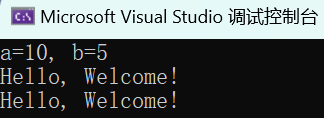 Microsoft Visual Studio 调试控制台
a=10, b=5
Hello, Welcome!
Hello, Welcome!